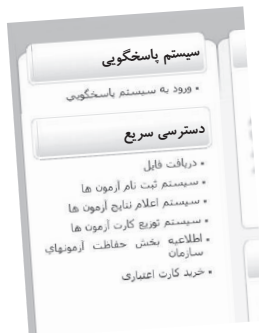 سیستم پاسخگویی
• ورود به سیستم پاسخگویی
دسترسی سریع
• دریافت فایل
• سیستم ثبت نام آزمون ها
• سیستم اعلام نتایج آزمون ها
• سیستم توزیع کارت آزمون ها
• اطلاعیه بخش حفاظت آزمونهای
سازمان
• خرید کارت اعتباری